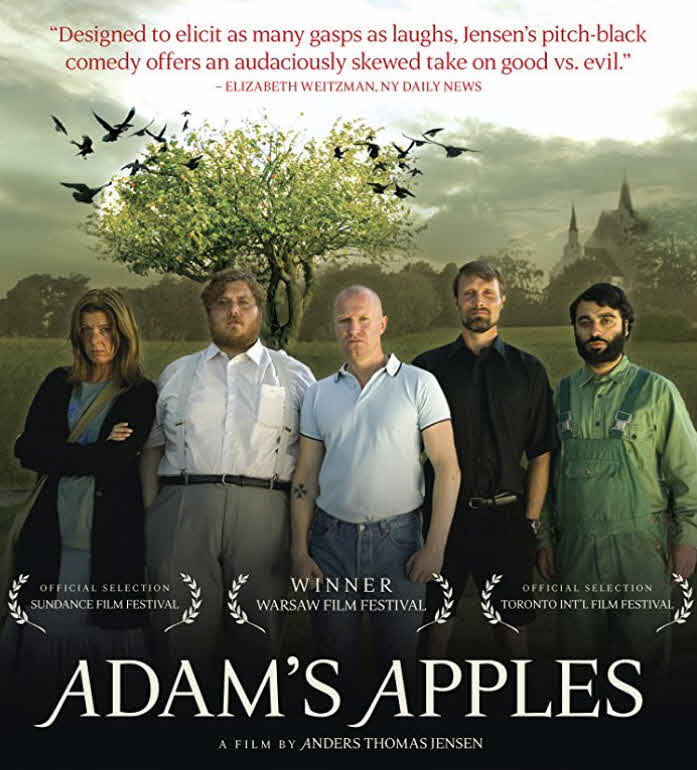 “Designed to elicit as many gasps as laughs, Jensen’s pitch-black
comedy offers an audaciously skewed take on good vs. evil.”
– ELIZABETH WEITZMAN, NY DAILY NEWS
OFFICIAL SELECTION
SUNDANCE FILM FESTIVAL
WINNER
WARSAW FILM FESTIVAL
OFFICIAL SELECTION
TORONTO INT’L FILM FESTIVAL
ADAM’S APPLES
A FILM BY ANDERS THOMAS JENSEN